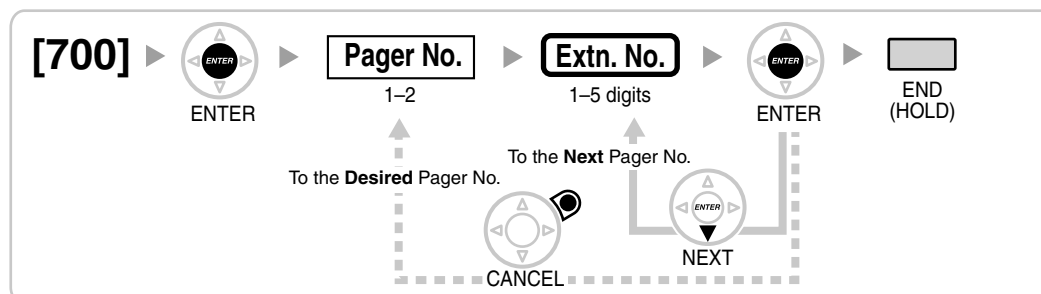 [700] ENTER Pager No. Extn. No. ENTER
ENTER 1–2 1–5 digits ENTER END
(HOLD)
To the Next Pager No.
To the Desired Pager No.
ENTER
NEXT
CANCEL